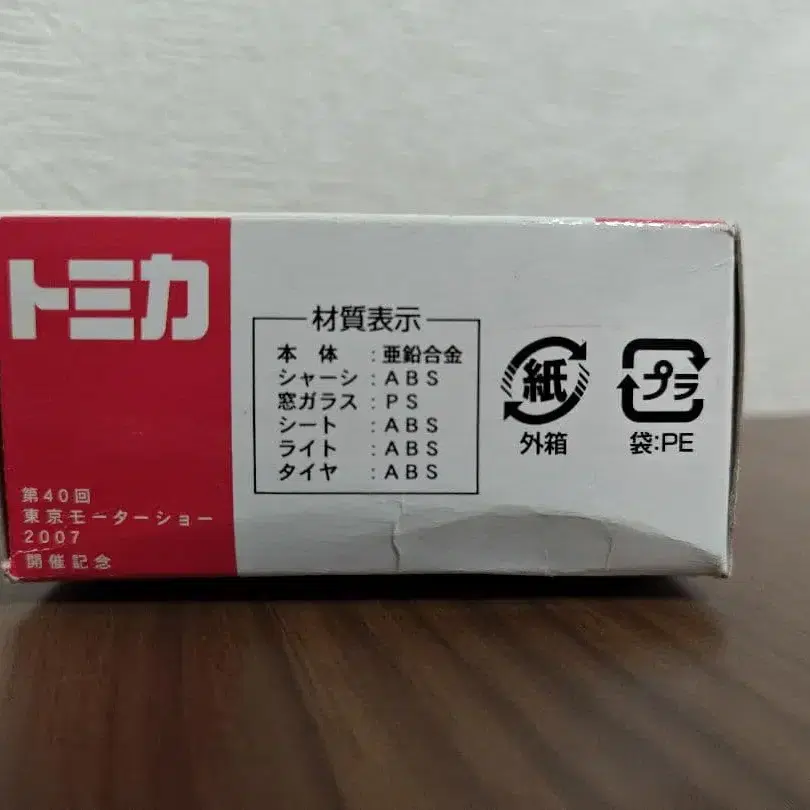 トミカ
第40回
東京モーターショー
2007
開催記念
材質表示
本 体 : 亜鉛合金
シャーシ : ABS
窓ガラス : PS
シート : ABS
ライト : ABS
タイヤ : ABS
紙
外箱
プラ
袋:PE